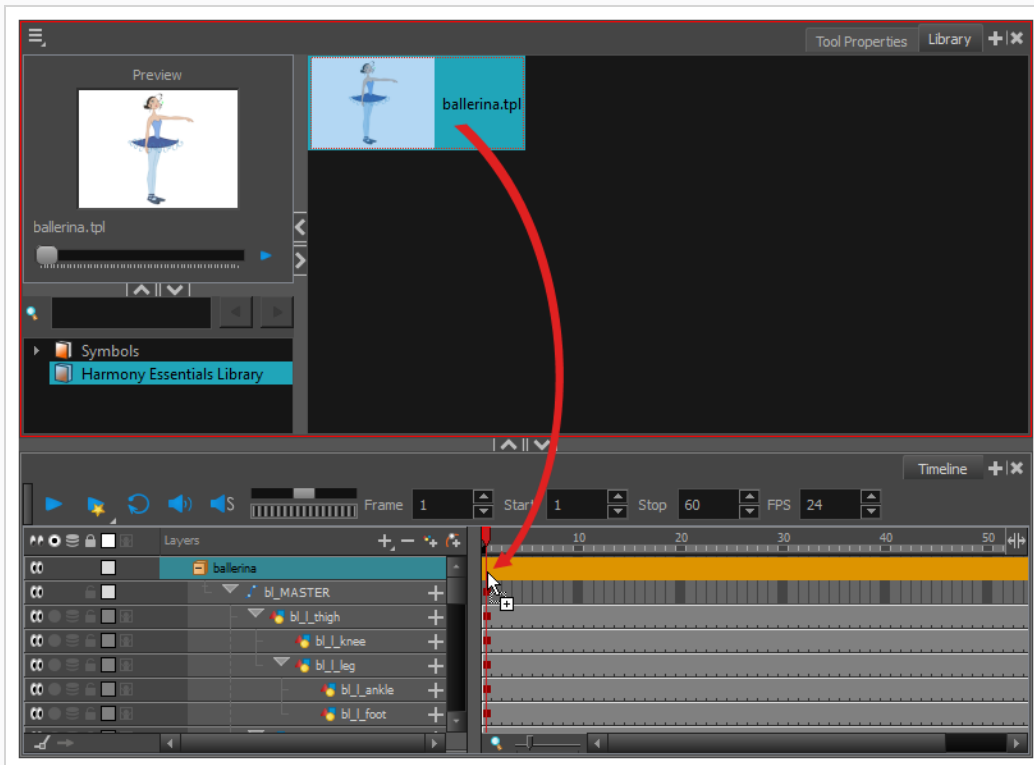 Tool Properties Library
Preview
ballerina.tpl
ballerina.tpl
Symbols
Harmony Essentials Library
Timeline
S Frame 1 Start 1 Stop 60 FPS 24
Layers 10 20 30 40 50
ballerina
bl_MASTER
bl_l_thigh
bl_l_knee
bl_l_leg
bl_l_ankle
bl_l_foot